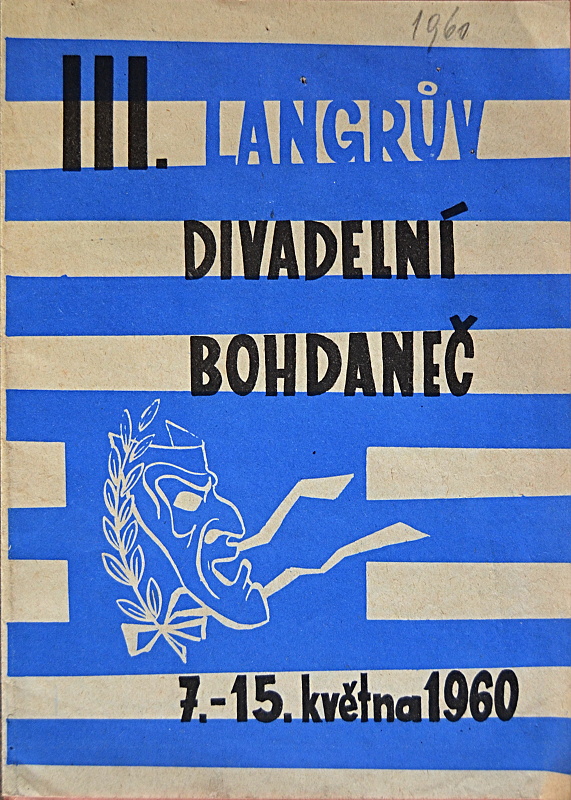 1960
III. LANGRŮV
DIVADELNÍ
BOHDANEČ
7.-15. května 1960